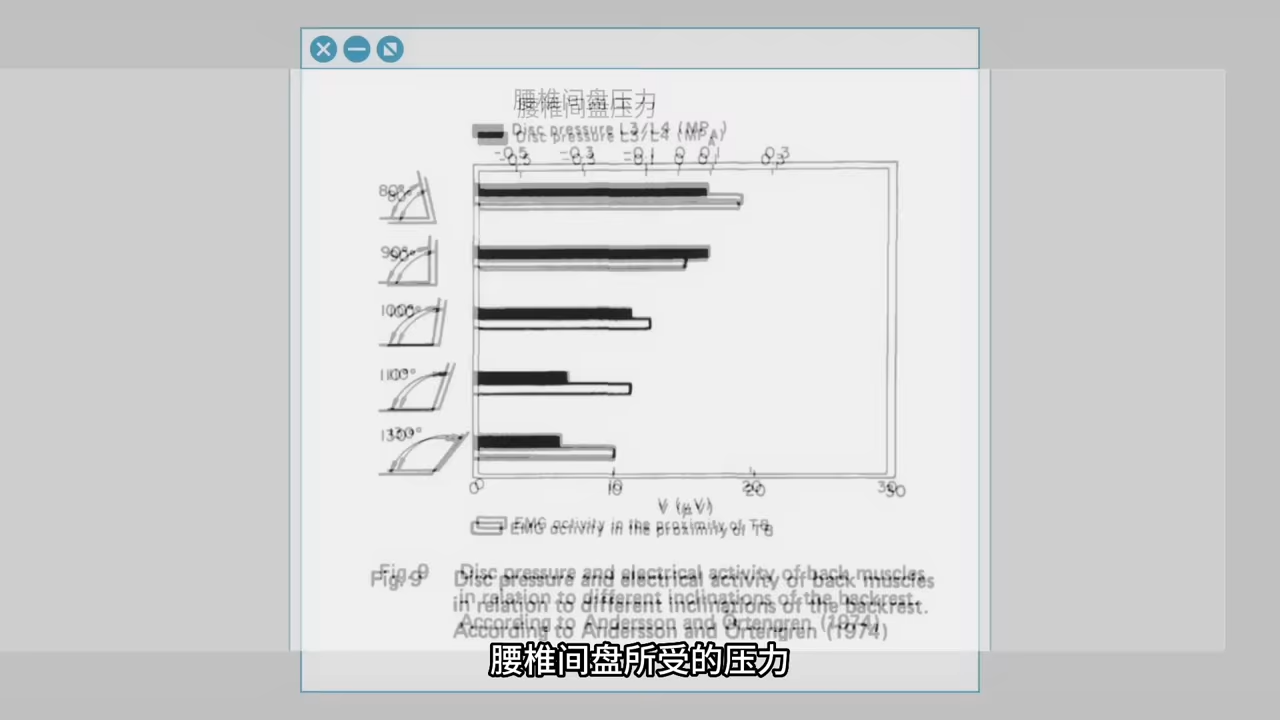 腰椎间盘压力
Disc pressure L3/L4 (MPA)
-0.5 -0.3 -0.1 0 0.1 0.3
80°
90°
100°
110°
130°
0 10 20 30
V (μV)
EMG activity in the proximity of T8
Fig. 9 Disc pressure and electrical activity of back muscles
in relation to different inclinations of the backrest.
According to Andersson and Örtengren (1974)
腰椎间盘所受的压力